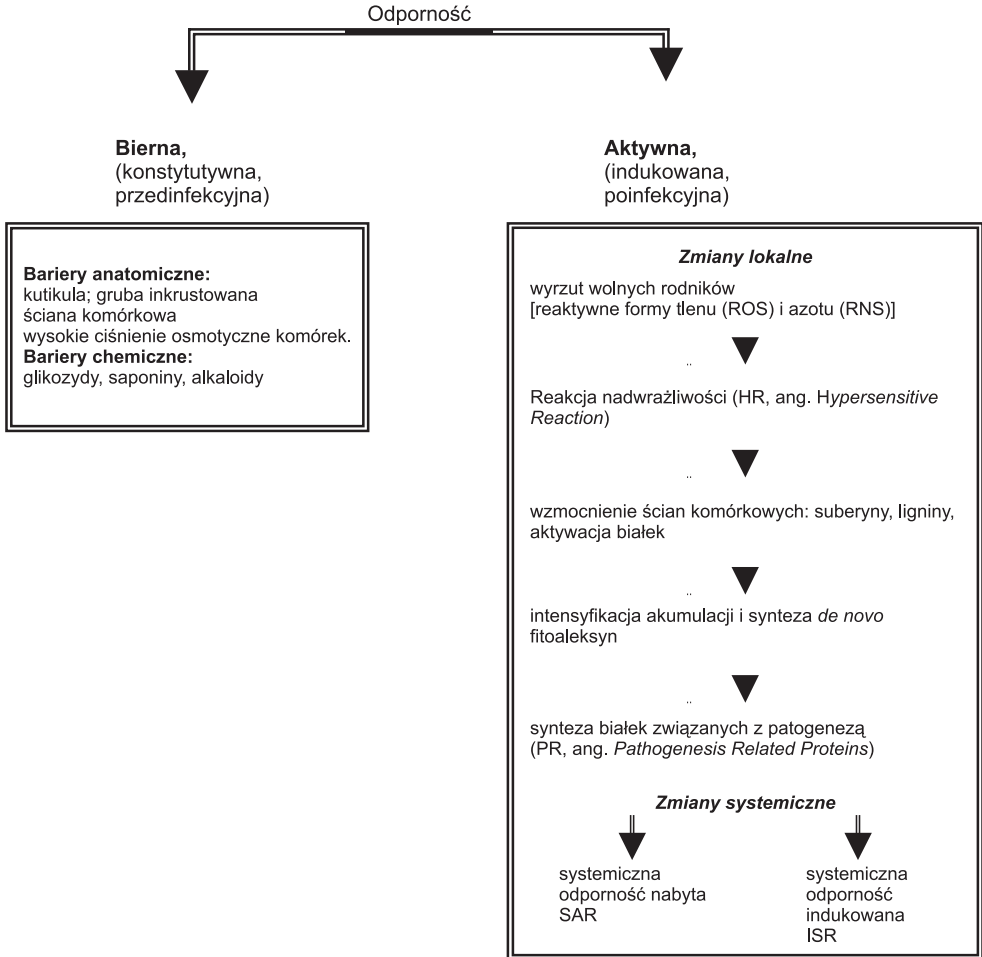 Odporność
Bierna,
(konstytutywna,
przedinfekcyjna)
Bariery anatomiczne:
kutikula; gruba inkrustowana
ściana komórkowa
wysokie ciśnienie osmotyczne komórek.
Bariery chemiczne:
glikozydy, saponiny, alkaloidy
Aktywna,
(indukowana,
poinfekcyjna)
Zmiany lokalne
wyrzut wolnych rodników
[reaktywne formy tlenu (ROS) i azotu (RNS)]
Reakcja nadwrażliwości (HR, ang. Hypersensitive
Reaction)
wzmocnienie ścian komórkowych: suberyny, ligniny,
aktywacja białek
intensyfikacja akumulacji i synteza de novo
fitoaleksyn
synteza białek związanych z patogenezą
(PR, ang. Pathogenesis Related Proteins)
Zmiany systemiczne
systemiczna
odporność nabyta
SAR
systemiczna
odporność
indukowana
ISR